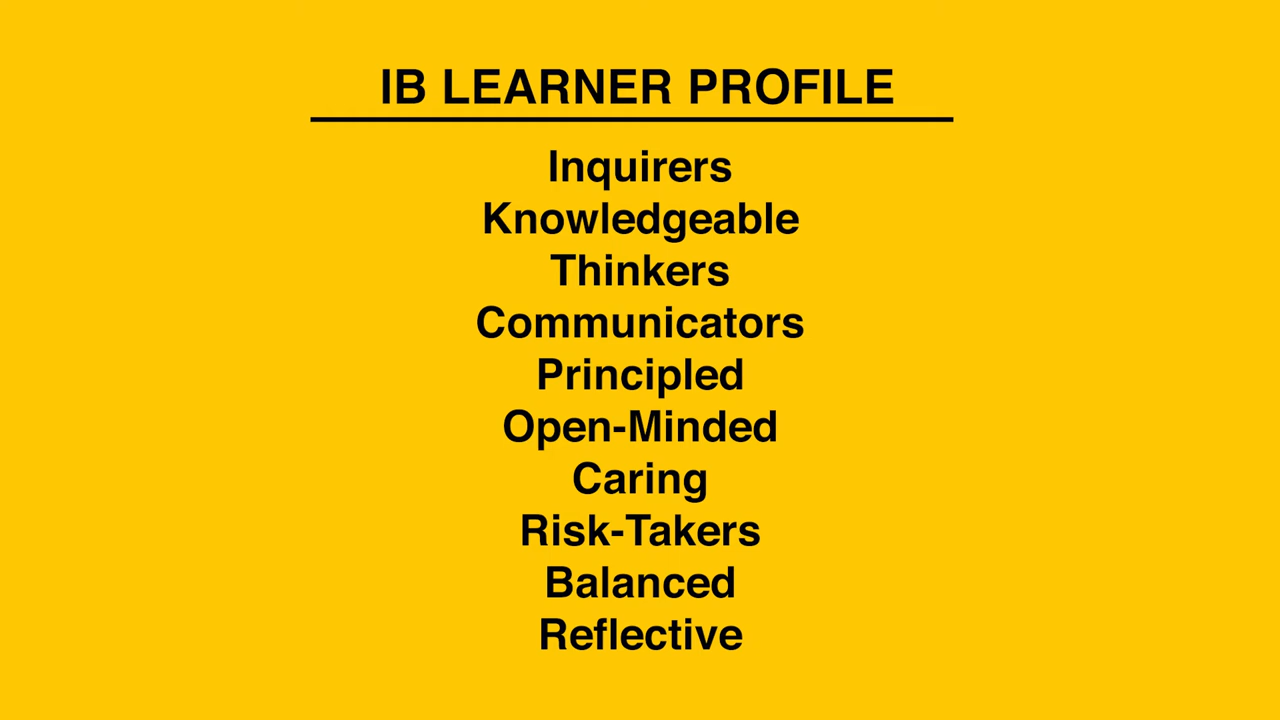 IB LEARNER PROFILE
Inquirers
Knowledgeable
Thinkers
Communicators
Principled
Open-Minded
Caring
Risk-Takers
Balanced
Reflective